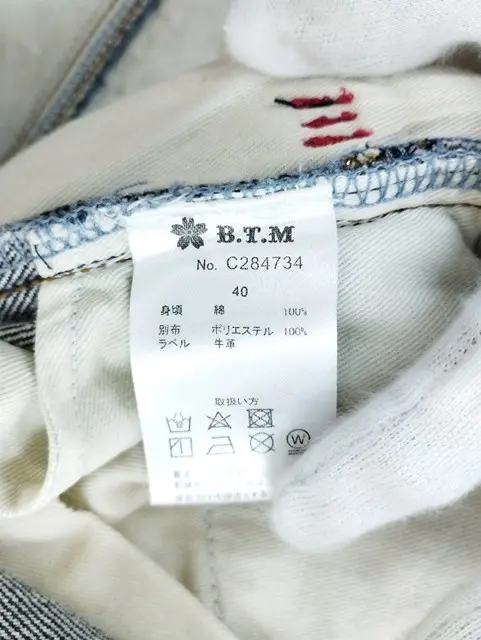 B.T.M
No. C284734
40
身頃 綿 100%
別布 ポリエステル 100%
ラベル 牛革
取扱い方
W